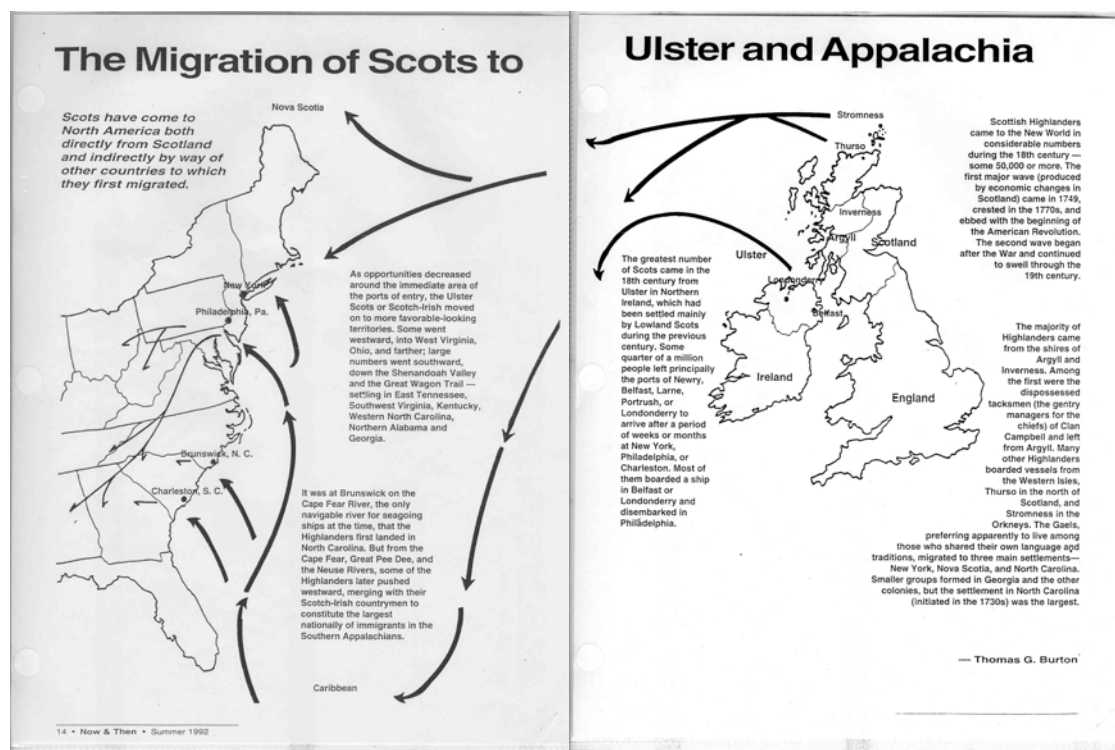 The Migration of Scots to
Ulster and Appalachia
Scots have come to
North America both
directly from Scotland
and indirectly by way of
other countries to which
they first migrated.
Nova Scotia
New York
Philadelphia, Pa.
Brunswick, N. C.
Charleston, S. C.
Caribbean
As opportunities decreased
around the immediate area of
the ports of entry, the Ulster
Scots or Scotch-Irish moved
on to more favorable-looking
territories. Some went
westward, into West Virginia,
Ohio, and farther; large
numbers went southward,
down the Shenandoah Valley
and the Great Wagon Trail —
settling in East Tennessee,
Southwest Virginia, Kentucky,
Western North Carolina,
Northern Alabama and
Georgia.
It was at Brunswick on the
Cape Fear River, the only
navigable river for seagoing
ships at the time, that the
Highlanders first landed in
North Carolina. But from the
Cape Fear, Great Pee Dee, and
the Neuse Rivers, some of the
Highlanders later pushed
westward, merging with their
Scotch-Irish countrymen to
constitute the largest
nationally of immigrants in the
Southern Appalachians.
14 • Now & Then • Summer 1992
Stromness
Thurso
Inverness
Argyll
Scotland
Ulster
Londonderry
Belfast
Ireland
England
The greatest number
of Scots came in the
18th century from
Ulster in Northern
Ireland, which had
been settled mainly
by Lowland Scots
during the previous
century. Some
quarter of a million
people left principally
the ports of Newry,
Belfast, Larne,
Portrush, or
Londonderry to
arrive after a period
of weeks or months
at New York,
Philadelphia, or
Charleston. Most of
them boarded a ship
in Belfast or
Londonderry and
disembarked in
Philadelphia.
Scottish Highlanders
came to the New World in
considerable numbers
during the 18th century —
some 50,000 or more. The
first major wave (produced
by economic changes in
Scotland) came in 1749,
crested in the 1770s, and
ebbed with the beginning of
the American Revolution.
The second wave began
after the War and continued
to swell through the
19th century.
The majority of
Highlanders came
from the shires of
Argyll and
Inverness. Among
the first were the
dispossessed
tacksmen (the gentry
managers for the
chiefs) of Clan
Campbell and left
from Argyll. Many
other Highlanders
boarded vessels from
the Western Isles,
Thurso in the north of
Scotland, and
Stromness in the
Orkneys. The Gaels,
preferring apparently to live among
those who shared their own language and
traditions, migrated to three main settlements—
New York, Nova Scotia, and North Carolina.
Smaller groups formed in Georgia and the other
colonies, but the settlement in North Carolina
(initiated in the 1730s) was the largest.
— Thomas G. Burton